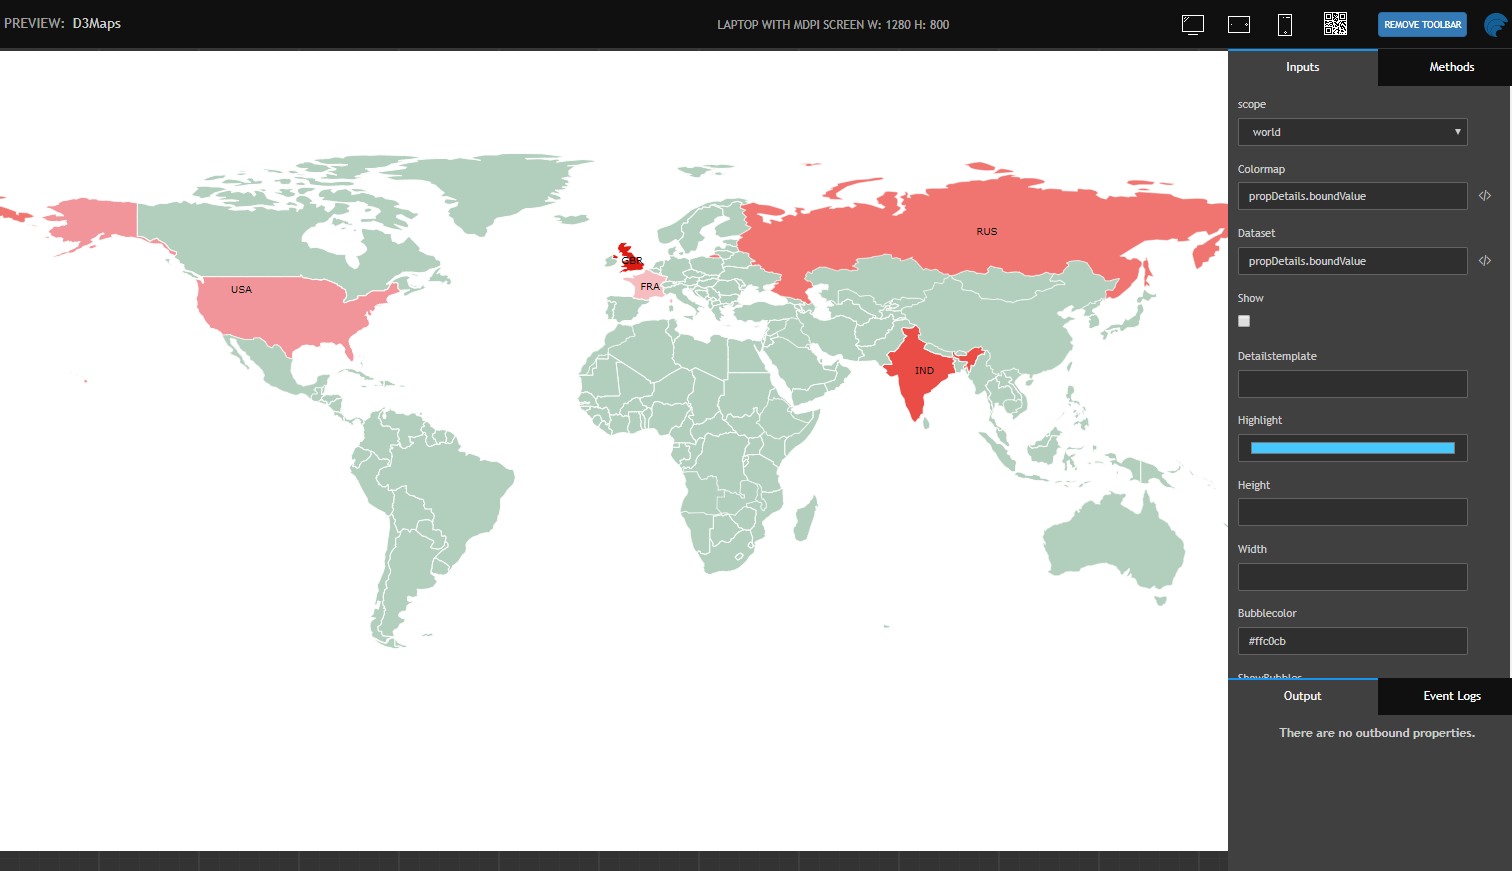 PREVIEW: D3Maps
LAPTOP WITH MDPI SCREEN W: 1280 H: 800
REMOVE TOOLBAR
Inputs
Methods
scope
world
Colormap
propDetails.boundValue
</>
Dataset
propDetails.boundValue
</>
Show
Detailstemplate
Highlight
Height
Width
Bubblecolor
#ffc0cb
ShowBubbles
Output
Event Logs
There are no outbound properties.
USA
GBR
FRA
RUS
IND